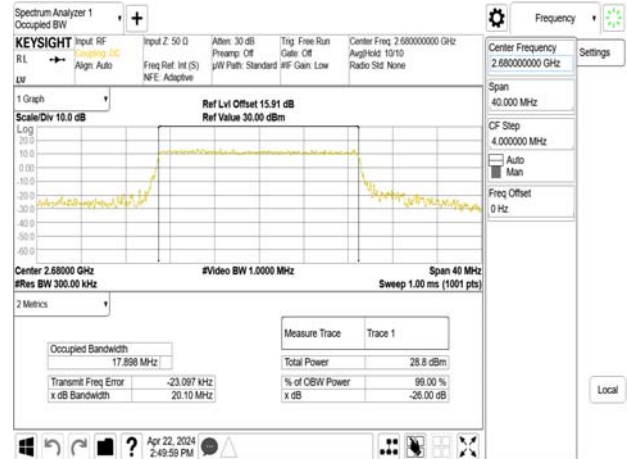 Spectrum Analyzer 1
Occupied BW
+
Frequency
KEYSIGHT
RL
Input: RF
Coupling: DC
Align: Auto
Input Z: 50 Ω
Freq Ref: Int (S)
NFE: Adaptive
Atten: 30 dB
Preamp: Off
µW Path: Standard
Trig: Free Run
Gate: Off
#IF Gain: Low
Center Freq: 2.680000000 GHz
Avg|Hold: 10/10
Radio Std: None
Center Frequency
2.680000000 GHz
Settings
Span
40.000 MHz
CF Step
4.000000 MHz
Auto
Man
Freq Offset
0 Hz
Local
1 Graph
Scale/Div 10.0 dB
Ref Lvl Offset 15.91 dB
Ref Value 30.00 dBm
Log
20.0
10.0
0.00
-10.0
-20.0
-30.0
-40.0
-50.0
-60.0
Center 2.68000 GHz
#Res BW 300.00 kHz
#Video BW 1.0000 MHz
Span 40 MHz
Sweep 1.00 ms (1001 pts)
2 Metrics
Measure Trace Trace 1
Occupied Bandwidth
17.898 MHz
Total Power 28.8 dBm
Transmit Freq Error -23.097 kHz
% of OBW Power 99.00 %
x dB Bandwidth 20.10 MHz
x dB -26.00 dB
?
Apr 22, 2024
2:49:59 PM